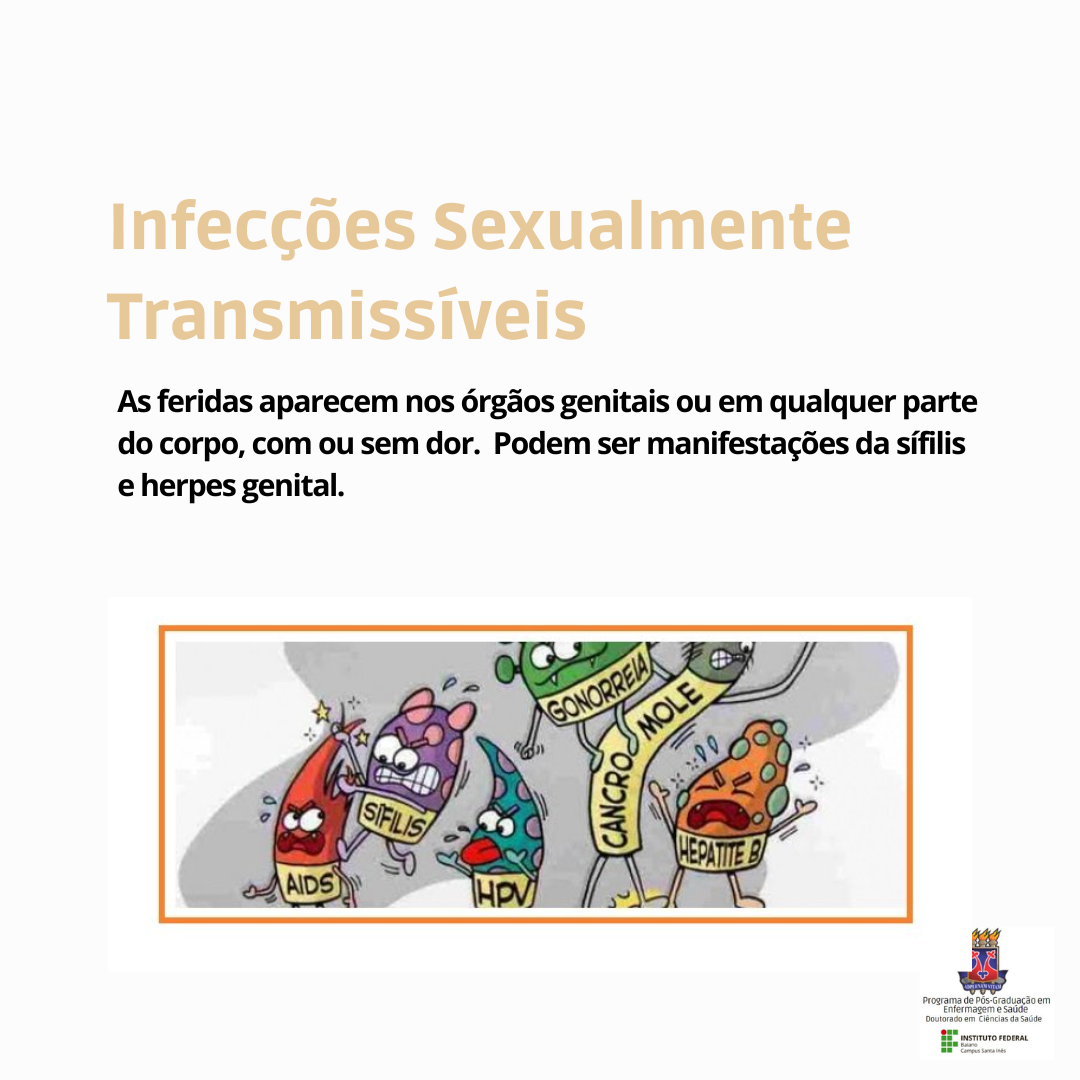 Infecções Sexualmente
Transmissíveis
As feridas aparecem nos órgãos genitais ou em qualquer parte
do corpo, com ou sem dor. Podem ser manifestações da sífilis
e herpes genital.
GONORREIA
CANCRO MOLE
SÍFILIS
AIDS
HPV
HEPATITE B
Programa de Pós-Graduação em
Enfermagem e Saúde
Doutorado em Ciências da Saúde
INSTITUTO FEDERAL
Baiano
Campus Santa Inês